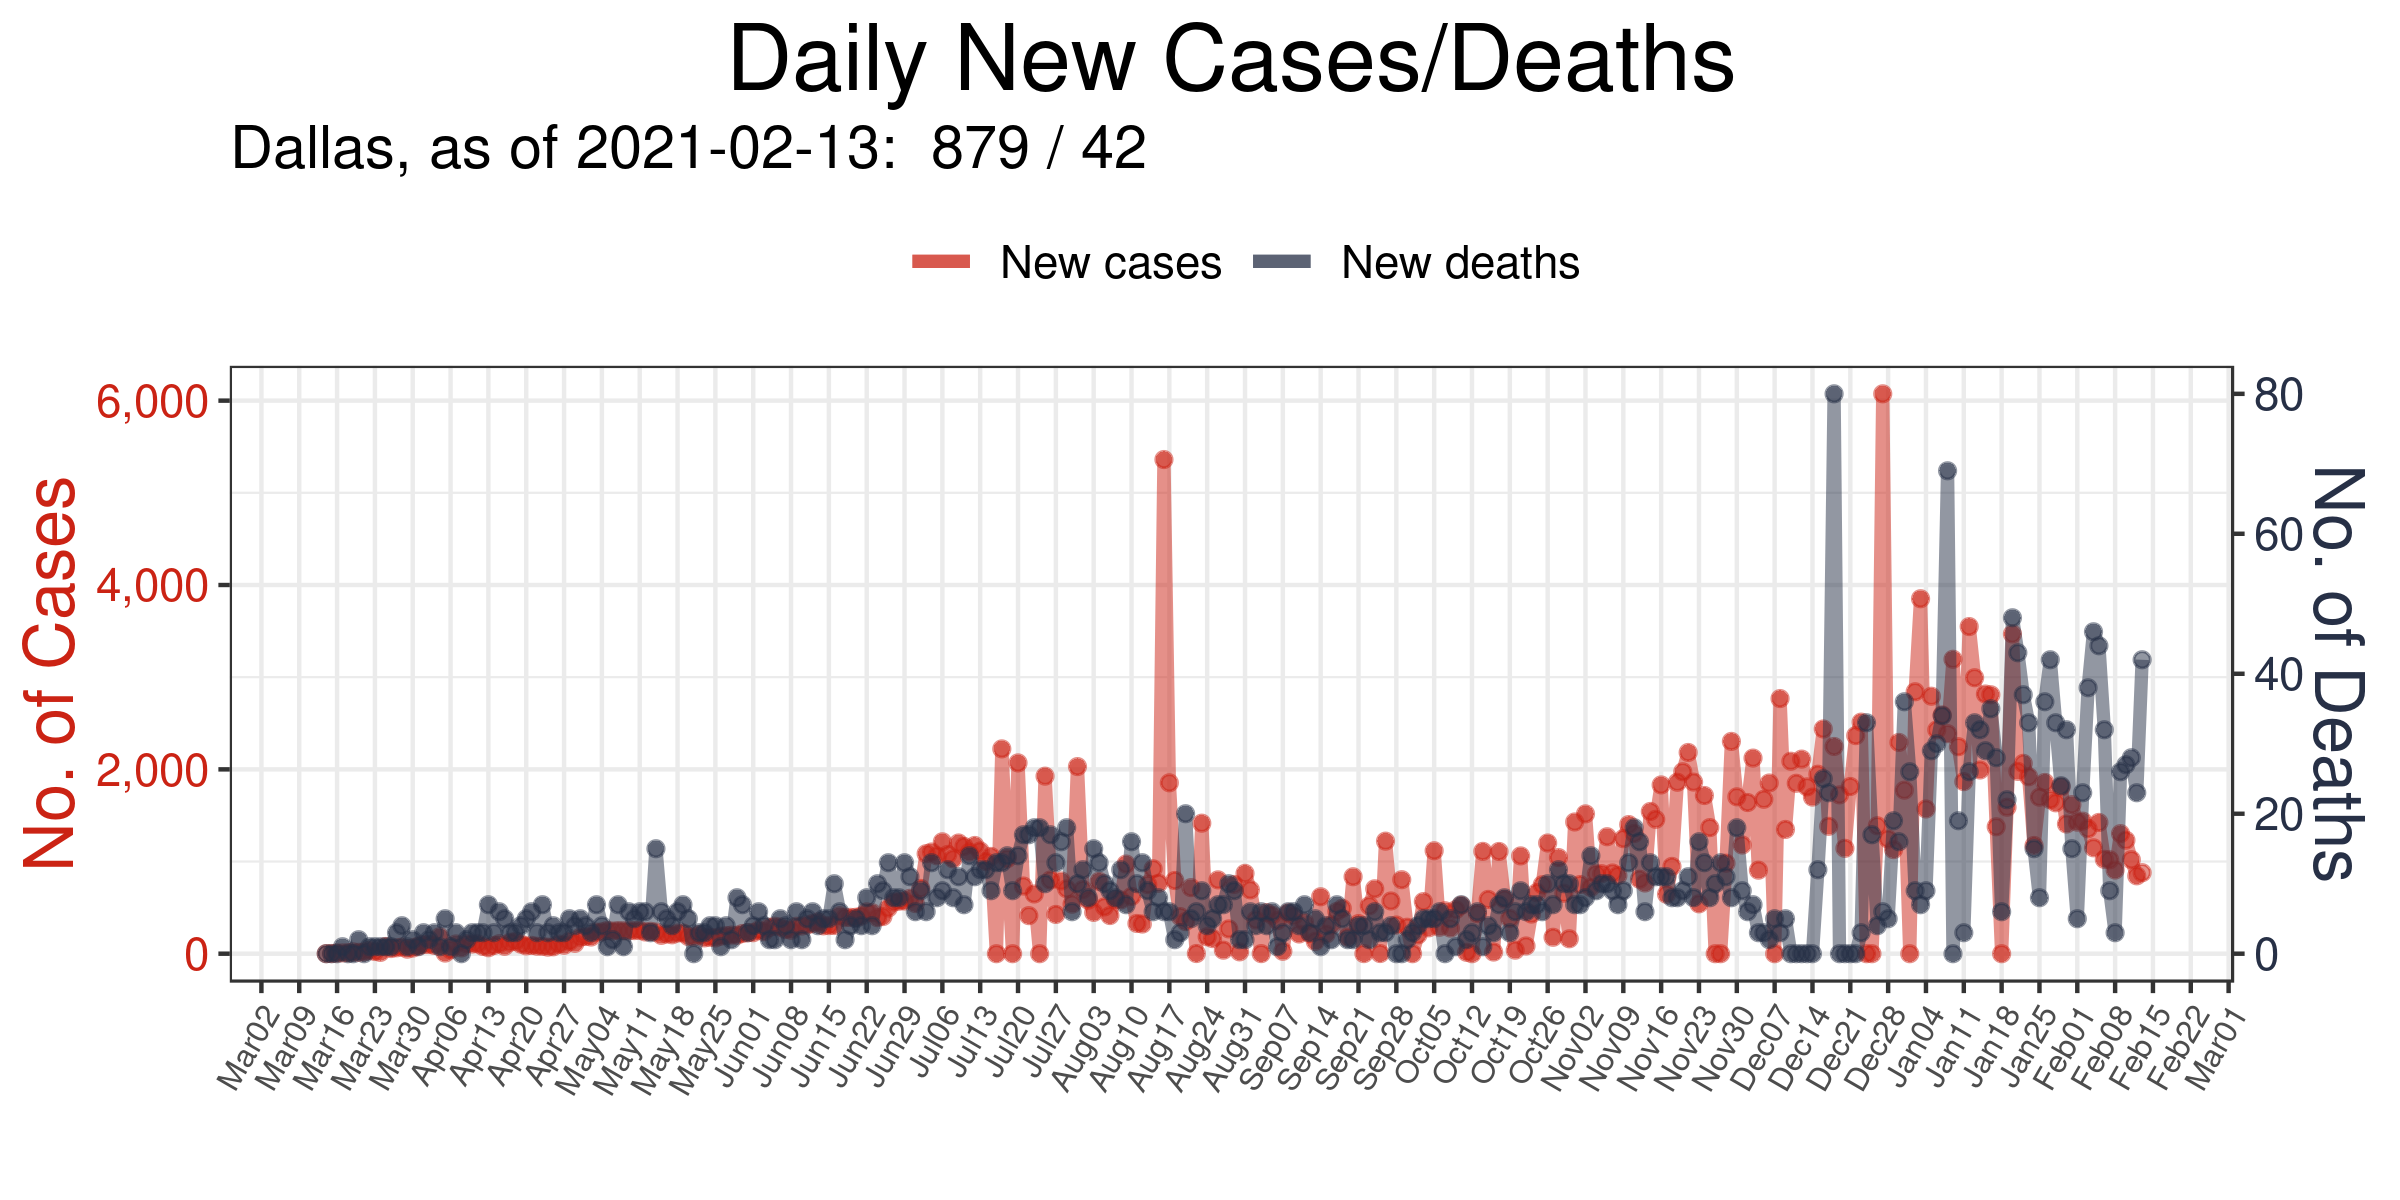 Daily New Cases/Deaths
Dallas, as of 2021-02-13:  879 / 42
New cases
New deaths
No. of Cases
6,000
4,000
2,000
0
80
60
40
20
0
No. of Deaths
Mar02
Mar09
Mar16
Mar23
Mar30
Apr06
Apr13
Apr20
Apr27
May04
May11
May18
May25
Jun01
Jun08
Jun15
Jun22
Jun29
Jul06
Jul13
Jul20
Jul27
Aug03
Aug10
Aug17
Aug24
Aug31
Sep07
Sep14
Sep21
Sep28
Oct05
Oct12
Oct19
Oct26
Nov02
Nov09
Nov16
Nov23
Nov30
Dec07
Dec14
Dec21
Dec28
Jan04
Jan11
Jan18
Jan25
Feb01
Feb08
Feb15
Feb22
Mar01